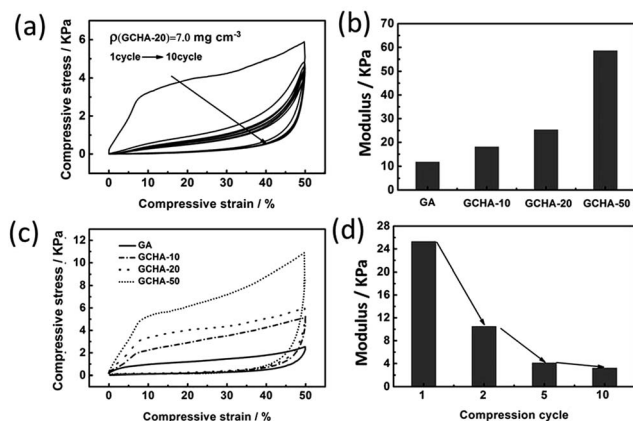 (a)
ρ(GCHA-20)=7.0 mg cm-3
1cycle → 10cycle
Compressive stress / KPa
6
4
2
0
0 10 20 30 40 50
Compressive strain / %
(b)
Modulus / KPa
70
60
50
40
30
20
10
0
GA GCHA-10 GCHA-20 GCHA-50
(c)
GA
GCHA-10
GCHA-20
GCHA-50
Compressive stress / KPa
12
10
8
6
4
2
0
0 10 20 30 40 50
Compressive strain / %
(d)
Modulus / KPa
28
24
20
16
12
8
4
0
1 2 5 10
Compression cycle